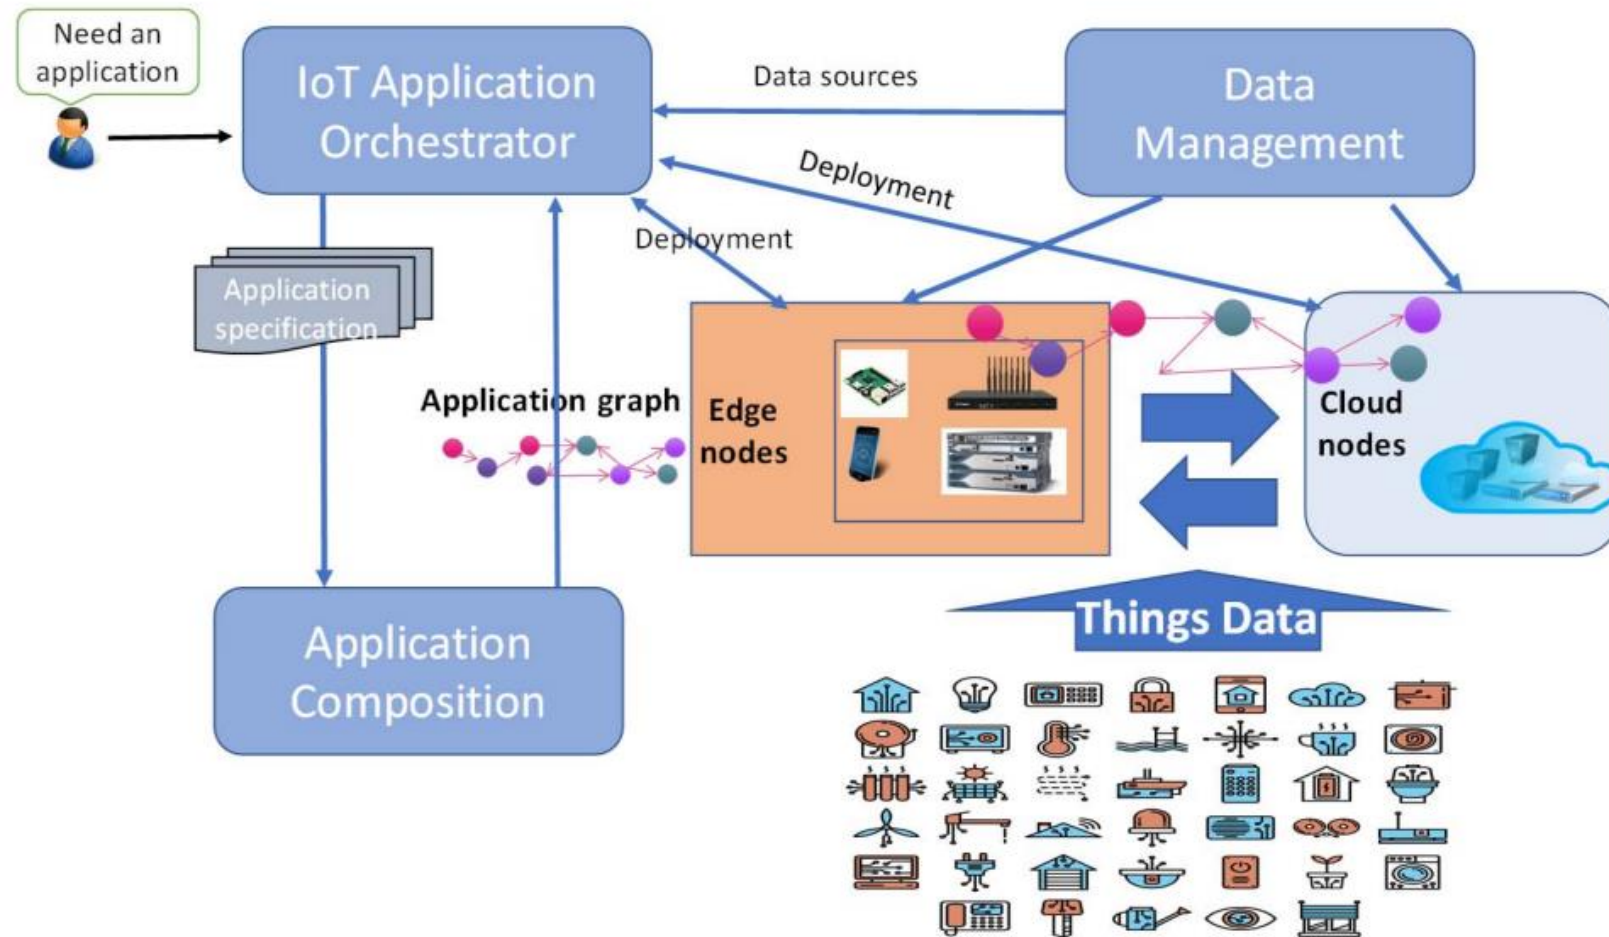 Need an
application
IoT Application
Orchestrator
Data sources
Data
Management
Deployment
Deployment
Application
specification
Application graph
Edge
nodes
Cloud
nodes
Application
Composition
Things Data